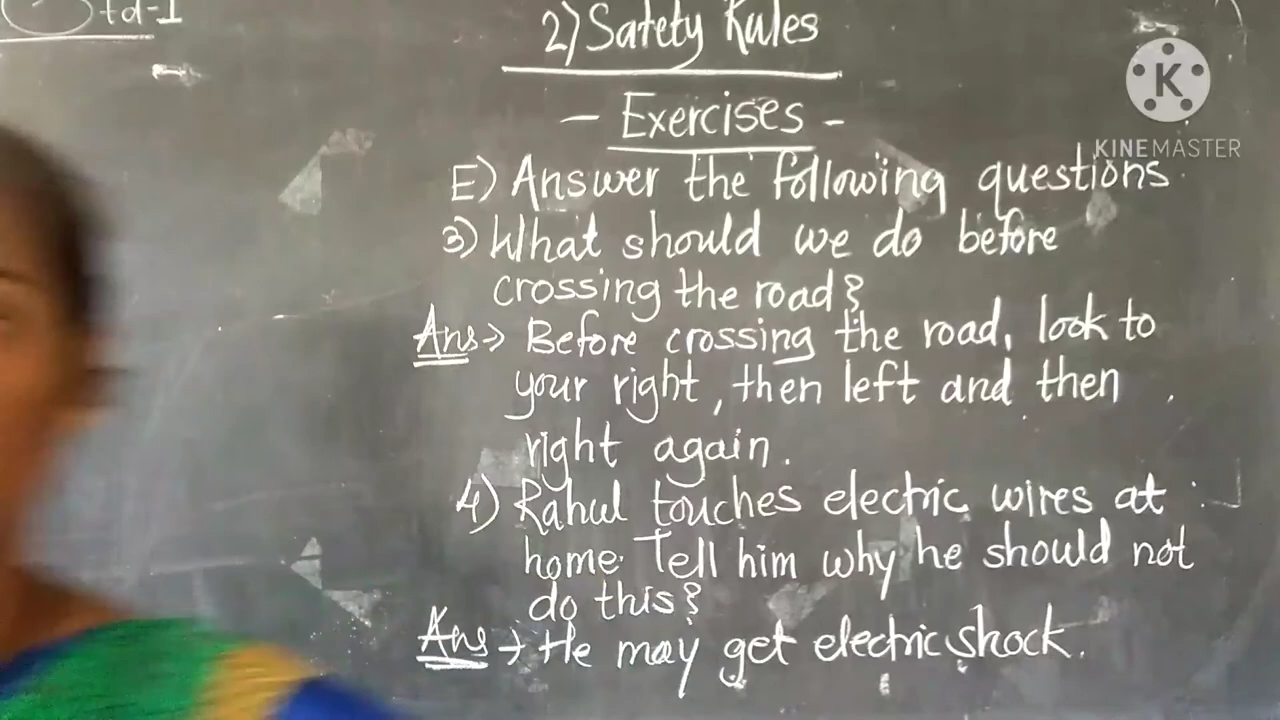 Std-1
2) Safety Rules
- Exercises -
E) Answer the following questions.
3) What should we do before
crossing the road?
Ans → Before crossing the road, look to
your right, then left and then
right again.
4) Rahul touches electric wires at
home. Tell him why he should not
do this?
Ans → He may get electric shock.
K
KINEMASTER